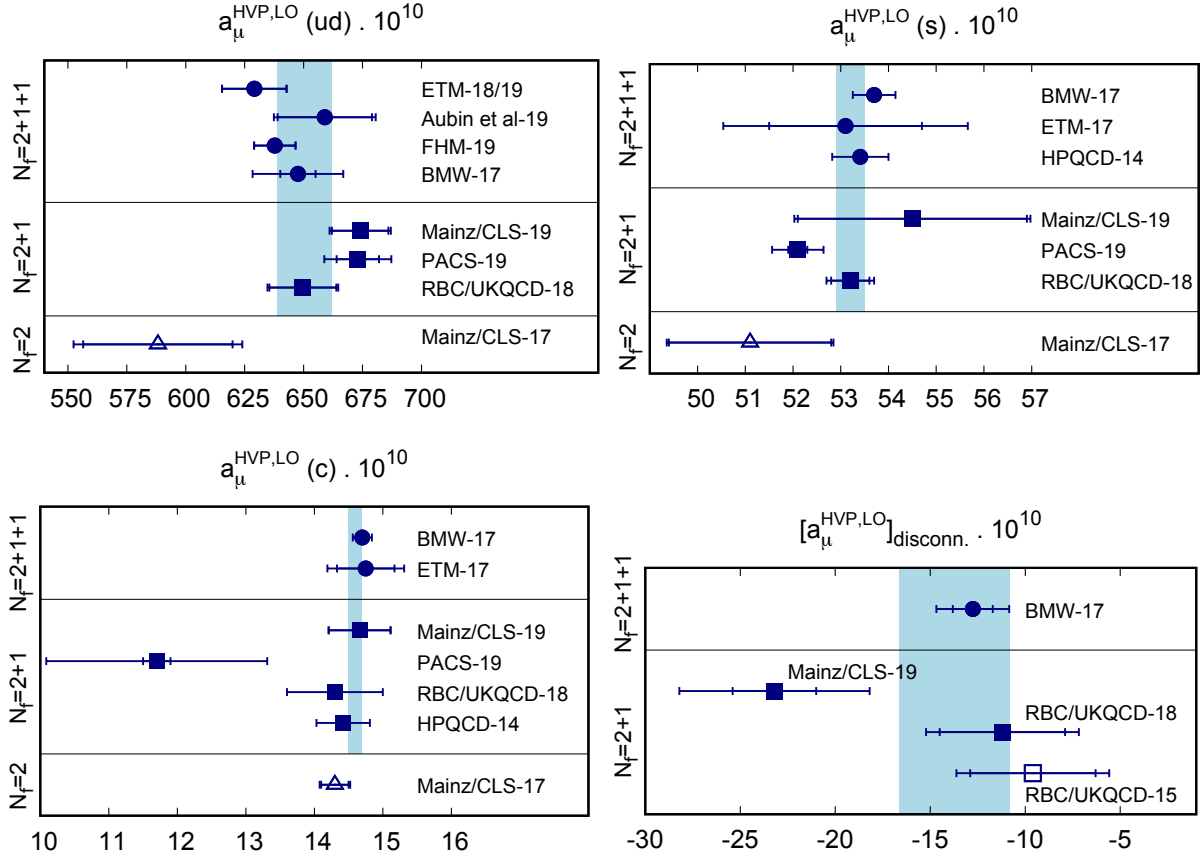 a_μ^HVP,LO (ud) . 10^10
N_f=2+1+1
ETM-18/19
Aubin et al-19
FHM-19
BMW-17
N_f=2+1
Mainz/CLS-19
PACS-19
RBC/UKQCD-18
N_f=2
Mainz/CLS-17
550 575 600 625 650 675 700
a_μ^HVP,LO (s) . 10^10
N_f=2+1+1
BMW-17
ETM-17
HPQCD-14
N_f=2+1
Mainz/CLS-19
PACS-19
RBC/UKQCD-18
N_f=2
Mainz/CLS-17
50 51 52 53 54 55 56 57
a_μ^HVP,LO (c) . 10^10
N_f=2+1+1
BMW-17
ETM-17
N_f=2+1
Mainz/CLS-19
PACS-19
RBC/UKQCD-18
HPQCD-14
N_f=2
Mainz/CLS-17
10 11 12 13 14 15 16
[a_μ^HVP,LO]_disconn. . 10^10
N_f=2+1+1
BMW-17
N_f=2+1
Mainz/CLS-19
RBC/UKQCD-18
RBC/UKQCD-15
-30 -25 -20 -15 -10 -5